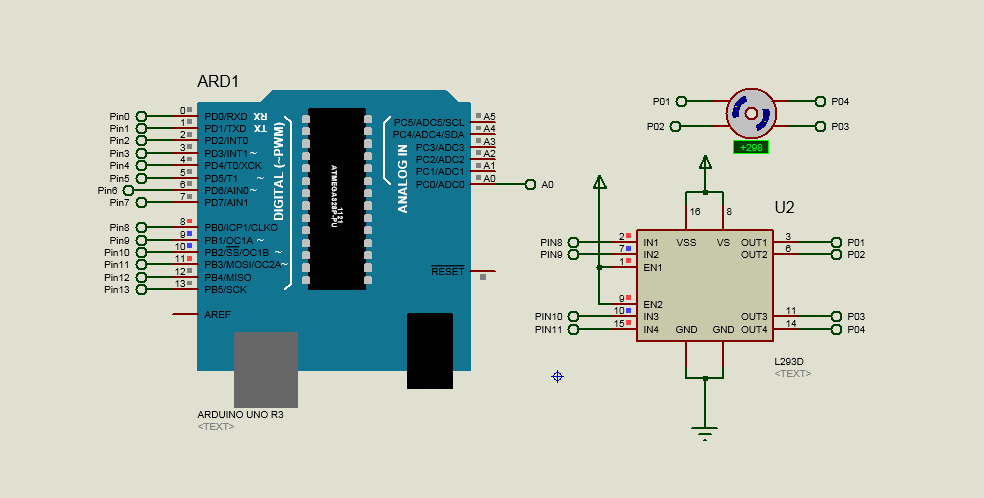 ARD1
ARDUINO UNO R3
<TEXT>
Pin0 0 PD0/RXD RX
Pin1 1 PD1/TXD TX
Pin2 2 PD2/INT0
Pin3 3 PD3/INT1 ~
Pin4 4 PD4/T0/XCK
Pin5 5 PD5/T1 ~
Pin6 6 PD6/AIN0 ~
Pin7 7 PD7/AIN1
Pin8 8 PB0/ICP1/CLKO
Pin9 9 PB1/OC1A ~
Pin10 10 PB2/SS/OC1B ~
Pin11 11 PB3/MOSI/OC2A ~
Pin12 12 PB4/MISO
Pin13 13 PB5/SCK
AREF
DIGITAL (~PWM)
ATMEGA328P-PU
1121
ANALOG IN
PC5/ADC5/SCL A5
PC4/ADC4/SDA A4
PC3/ADC3 A3
PC2/ADC2 A2
PC1/ADC1 A1
PC0/ADC0 A0 A0
RESET
P01 P04
P02 P03
+298
U2
16 8
VSS VS
PIN8 2 IN1 OUT1 3 P01
PIN9 7 IN2 OUT2 6 P02
1 EN1
9 EN2
PIN10 10 IN3 OUT3 11 P03
PIN11 15 IN4 GND GND OUT4 14 P04
L293D
<TEXT>